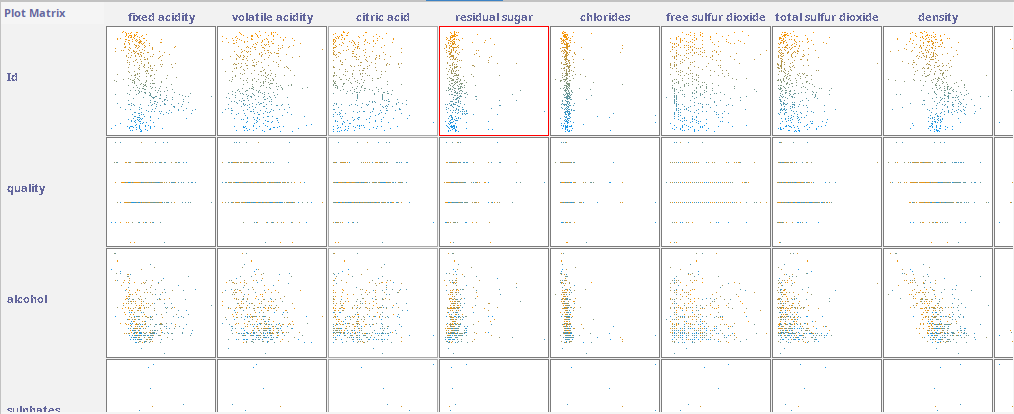 Plot Matrix
fixed acidity volatile acidity citric acid residual sugar chlorides free sulfur dioxide total sulfur dioxide density
Id
quality
alcohol
sulphates